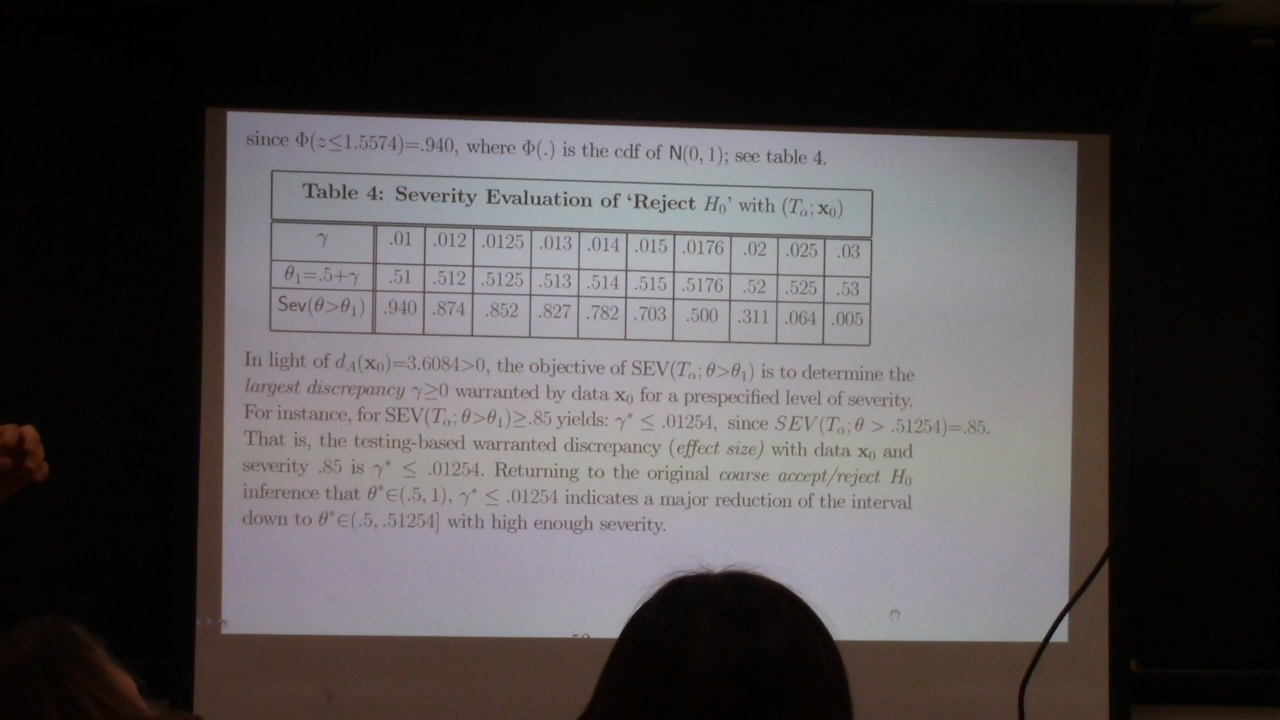 since Φ(z≤1.5574)=.940, where Φ(.) is the cdf of N(0, 1); see table 4.
Table 4: Severity Evaluation of ‘Reject H₀’ with (Tα; x₀)
γ .01 .012 .0125 .013 .014 .015 .0176 .02 .025 .03
θ₁=.5+γ .51 .512 .5125 .513 .514 .515 .5176 .52 .525 .53
Sev(θ>θ₁) .940 .874 .852 .827 .782 .703 .500 .311 .064 .005
In light of d_A(x₀)=3.6084>0, the objective of SEV(Tα; θ>θ₁) is to determine the
largest discrepancy γ≥0 warranted by data x₀ for a prespecified level of severity.
For instance, for SEV(Tα; θ>θ₁)≥.85 yields: γ* ≤ .01254, since SEV(Tα; θ > .51254)=.85.
That is, the testing-based warranted discrepancy (effect size) with data x₀ and
severity .85 is γ* ≤ .01254. Returning to the original coarse accept/reject H₀
inference that θ*∈(.5, 1), γ* ≤ .01254 indicates a major reduction of the interval
down to θ*∈(.5, .51254] with high enough severity.